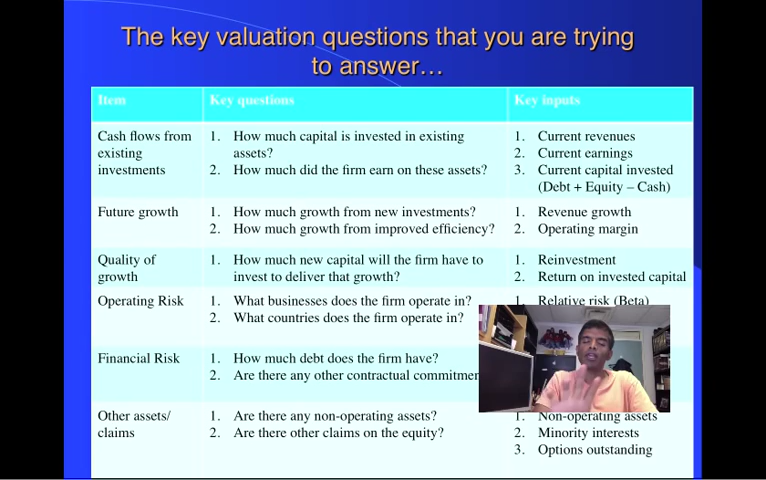 The key valuation questions that you are trying
to answer…
Item
Key questions
Key inputs
Cash flows from
existing
investments
1. How much capital is invested in existing
assets?
2. How much did the firm earn on these assets?
1. Current revenues
2. Current earnings
3. Current capital invested
(Debt + Equity – Cash)
Future growth
1. How much growth from new investments?
2. How much growth from improved efficiency?
1. Revenue growth
2. Operating margin
Quality of
growth
1. How much new capital will the firm have to
invest to deliver that growth?
1. Reinvestment
2. Return on invested capital
Operating Risk
1. What businesses does the firm operate in?
2. What countries does the firm operate in?
1. Relative risk (Beta)
Financial Risk
1. How much debt does the firm have?
2. Are there any other contractual
Other assets/
claims
1. Are there any non-operating assets?
2. Are there other claims on the equity?
1. Non-operating assets
2. Minority interests
3. Options outstanding